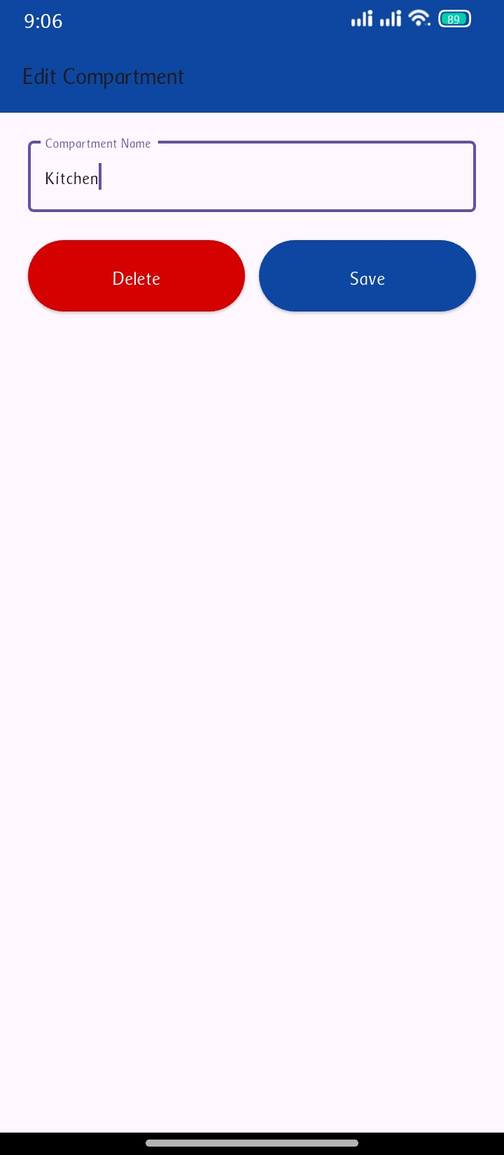 9:06
89
Edit Compartment
Compartment Name
Kitchen
Delete
Save